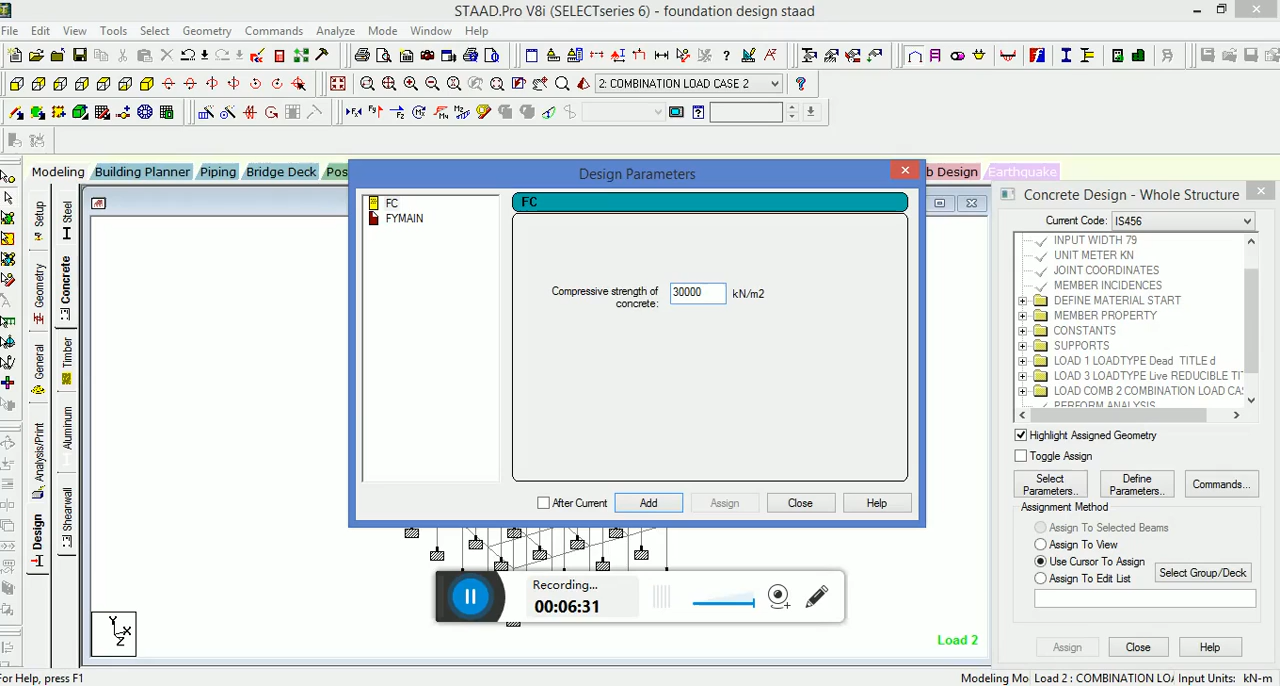 STAAD.Pro V8i (SELECTseries 6) - foundation design staad
File Edit View Tools Select Geometry Commands Analyze Mode Window Help
2: COMBINATION LOAD CASE 2
Modeling Building Planner Piping Bridge Deck Pos b Design Earthquake
Design Parameters
FC
FYMAIN
FC
Compressive strength of
concrete:
30000
kN/m2
After Current
Add
Assign
Close
Help
Setup
Geometry
General
Analysis/Print
Design
Steel
Concrete
Timber
Aluminum
Shearwall
Concrete Design - Whole Structure
Current Code: IS456
INPUT WIDTH 79
UNIT METER KN
JOINT COORDINATES
MEMBER INCIDENCES
DEFINE MATERIAL START
MEMBER PROPERTY
CONSTANTS
SUPPORTS
LOAD 1 LOADTYPE Dead TITLE d
LOAD 3 LOADTYPE Live REDUCIBLE TI
LOAD COMB 2 COMBINATION LOAD CAS
PERFORM ANALYSIS
Highlight Assigned Geometry
Toggle Assign
Select
Parameters..
Define
Parameters..
Commands...
Assignment Method
Assign To Selected Beams
Assign To View
Use Cursor To Assign
Assign To Edit List
Select Group/Deck
Assign
Close
Help
Recording...
00:06:31
Y
X
Z
Load 2
For Help, press F1
Modeling Mo Load 2 : COMBINATION LOA Input Units: kN-m